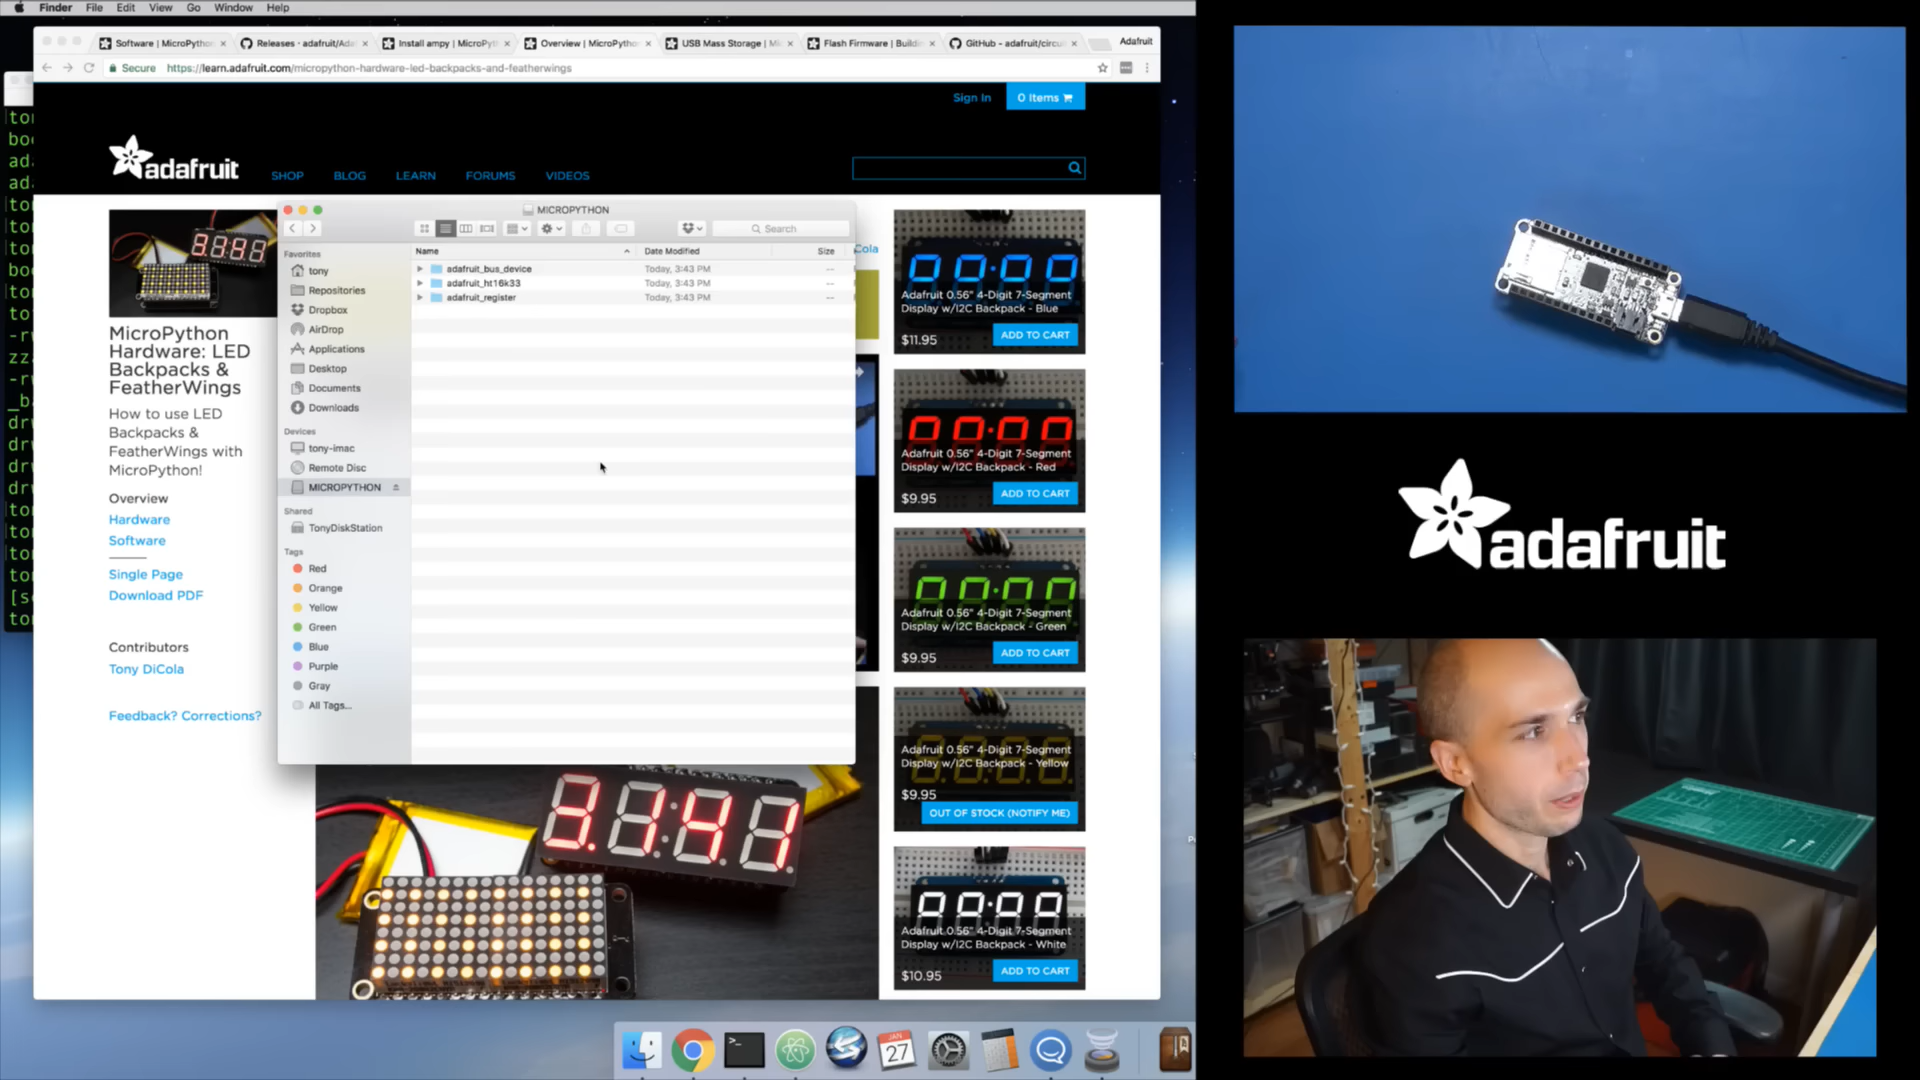 Finder File Edit View Go Window Help
Software | MicroPython
Releases · adafruit/Ada
Install ampy | MicroPyt
Overview | MicroPython
USB Mass Storage | Mi
Flash Firmware | Buildin
GitHub - adafruit/circu
Adafruit
Secure https://learn.adafruit.com/micropython-hardware-led-backpacks-and-featherwings
Sign In
0 Items
adafruit
SHOP BLOG LEARN FORUMS VIDEOS
MicroPython
Hardware: LED
Backpacks &
FeatherWings
How to use LED
Backpacks &
FeatherWings with
MicroPython!
Overview
Hardware
Software
Single Page
Download PDF
Contributors
Tony DiCola
Feedback? Corrections?
MICROPYTHON
Search
Name Date Modified Size
adafruit_bus_device Today, 3:43 PM --
adafruit_ht16k33 Today, 3:43 PM --
adafruit_register Today, 3:43 PM --
Favorites
tony
Repositories
Dropbox
AirDrop
Applications
Desktop
Documents
Downloads
Devices
tony-imac
Remote Disc
MICROPYTHON
Shared
TonyDiskStation
Tags
Red
Orange
Yellow
Green
Blue
Purple
Gray
All Tags...
Cola
Adafruit 0.56" 4-Digit 7-Segment
Display w/I2C Backpack - Blue
$11.95
ADD TO CART
Adafruit 0.56" 4-Digit 7-Segment
Display w/I2C Backpack - Red
$9.95
ADD TO CART
Adafruit 0.56" 4-Digit 7-Segment
Display w/I2C Backpack - Green
$9.95
ADD TO CART
Adafruit 0.56" 4-Digit 7-Segment
Display w/I2C Backpack - Yellow
$9.95
OUT OF STOCK (NOTIFY ME)
Adafruit 0.56" 4-Digit 7-Segment
Display w/I2C Backpack - White
$10.95
ADD TO CART
3.141
JAN
27
adafruit